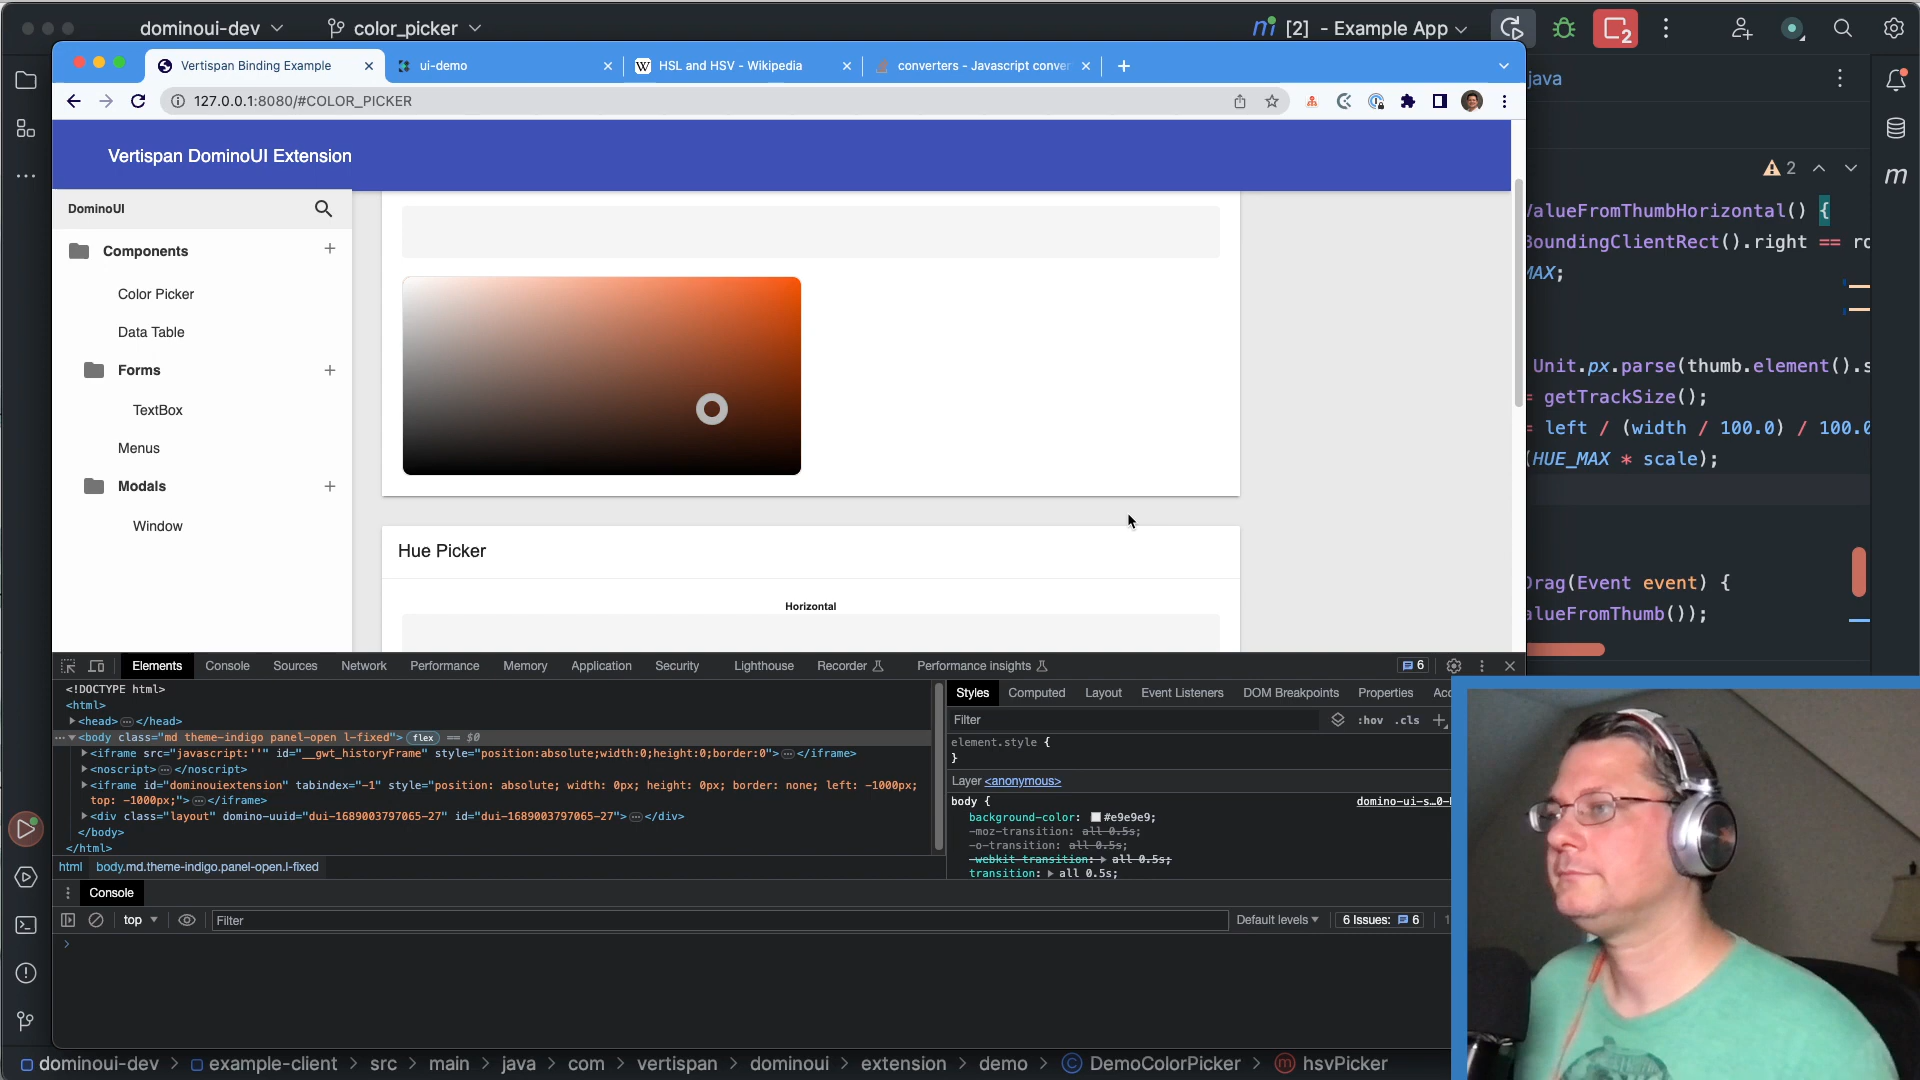 dominoui-dev
color_picker
[2] - Example App
2
Vertispan Binding Example
ui-demo
HSL and HSV - Wikipedia
converters - Javascript conver
127.0.0.1:8080/#COLOR_PICKER
java
Vertispan DominoUI Extension
2
m
DominoUI
Components
Color Picker
Data Table
Forms
TextBox
Menus
Modals
Window
Hue Picker
Horizontal
ValueFromThumbHorizontal() {
BoundingClientRect().right == ro
MAX;
Unit.px.parse(thumb.element().s
= getTrackSize();
= left / (width / 100.0) / 100.0
(HUE_MAX * scale);
Drag(Event event) {
alueFromThumb());
Elements Console Sources Network Performance Memory Application Security Lighthouse Recorder Performance insights 6
<!DOCTYPE html>
<html>
<head> … </head>
… <body class="md theme-indigo panel-open l-fixed"> flex == $0
<iframe src="javascript:''" id="__gwt_historyFrame" style="position:absolute;width:0;height:0;border:0"> … </iframe>
<noscript> … </noscript>
<iframe id="dominouiextension" tabindex="-1" style="position: absolute; width: 0px; height: 0px; border: none; left: -1000px;
top: -1000px;"> … </iframe>
<div class="layout" domino-uuid="dui-1689003797065-27" id="dui-1689003797065-27"> … </div>
</body>
</html>
html body.md.theme-indigo.panel-open.l-fixed
Styles Computed Layout Event Listeners DOM Breakpoints Properties Acc
Filter :hov .cls
element.style {
}
Layer <anonymous>
body { domino-ui-s…0-
background-color: #e9e9e9;
-moz-transition: all 0.5s;
-o-transition: all 0.5s;
-webkit-transition: all 0.5s;
transition: all 0.5s;
Console
top Filter Default levels 6 Issues: 6 1
dominoui-dev > example-client > src > main > java > com > vertispan > dominoui > extension > demo > DemoColorPicker > hsvPicker